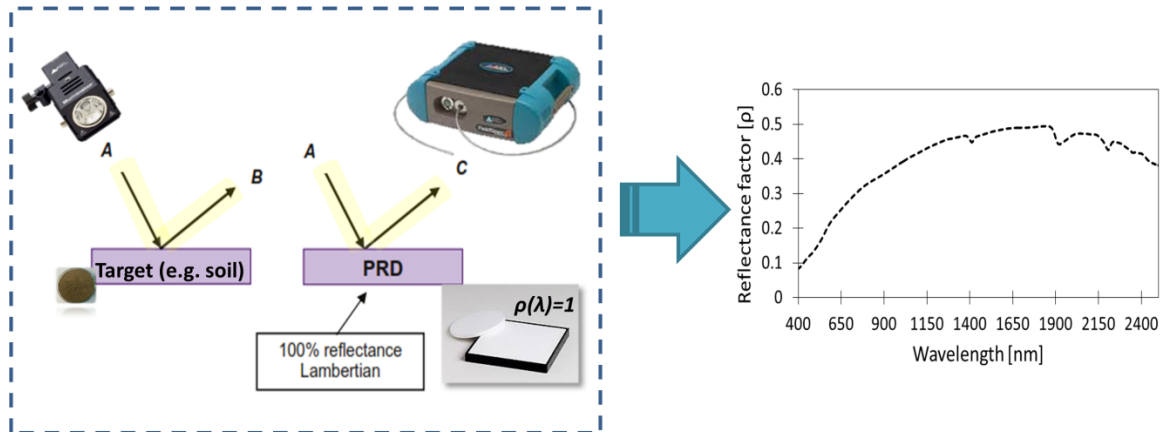 A
B
A
C
Target (e.g. soil)
PRD
ρ(λ)=1
100% reflectance
Lambertian
Reflectance factor [ρ]
0.6
0.5
0.4
0.3
0.2
0.1
0
400 650 900 1150 1400 1650 1900 2150 2400
Wavelength [nm]